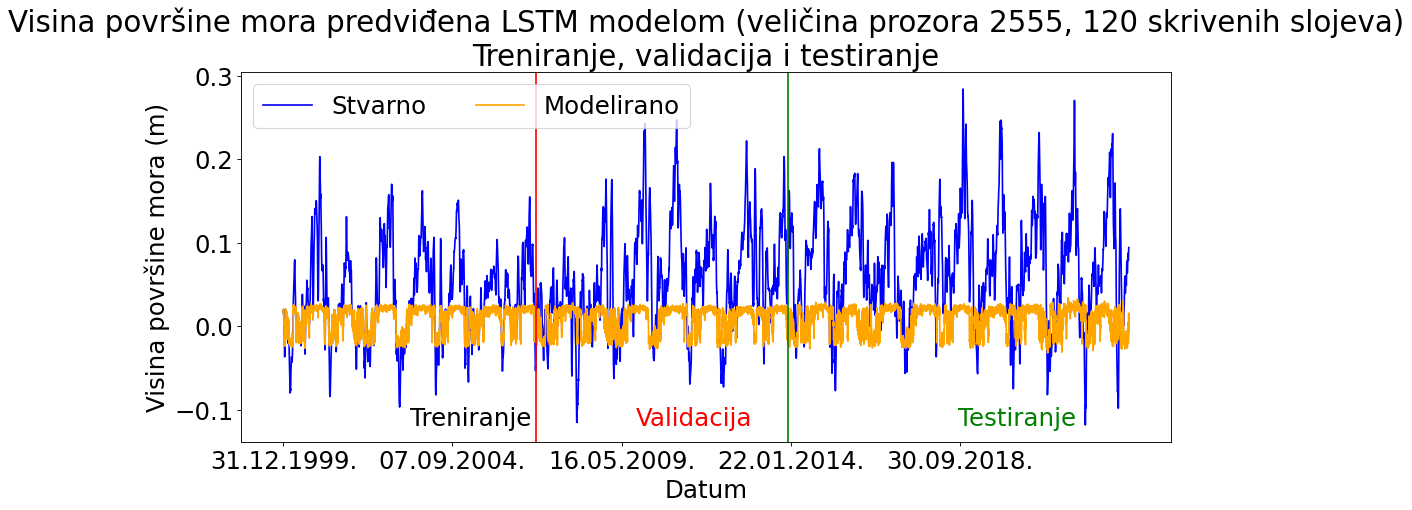 Visina površine mora predviđena LSTM modelom (veličina prozora 2555, 120 skrivenih slojeva)
Treniranje, validacija i testiranje
Stvarno
Modelirano
Visina površine mora (m)
0.3
0.2
0.1
0.0
−0.1
Treniranje
Validacija
Testiranje
31.12.1999.
07.09.2004.
16.05.2009.
22.01.2014.
30.09.2018.
Datum